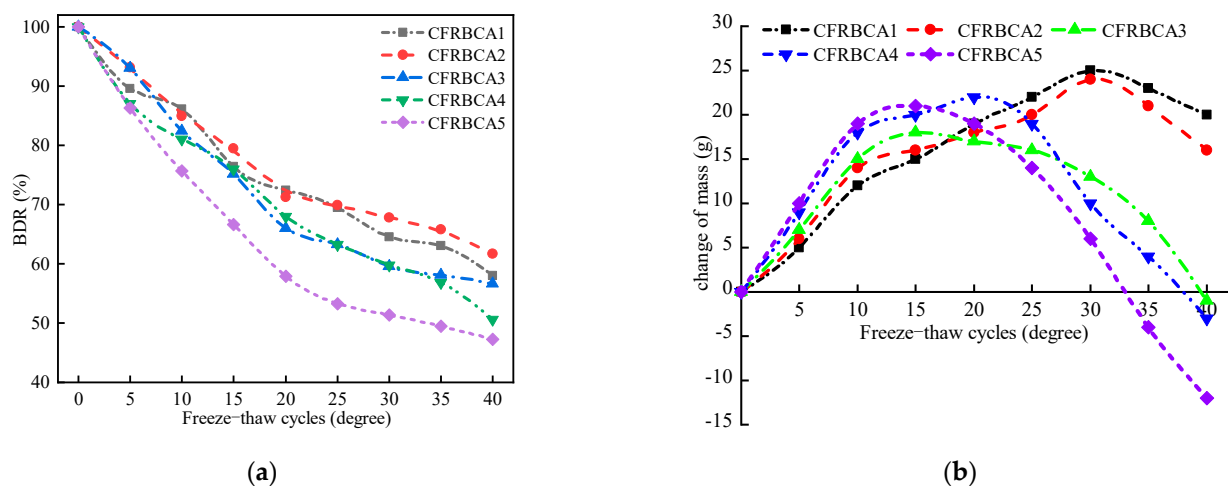 100
90
80
70
60
50
40
BDR (%)
0 5 10 15 20 25 30 35 40
Freeze−thaw cycles (degree)
CFRBCA1
CFRBCA2
CFRBCA3
CFRBCA4
CFRBCA5
(a)
CFRBCA1 CFRBCA2 CFRBCA3
CFRBCA4 CFRBCA5
30
25
20
15
10
5
0
-5
-10
-15
change of mass (g)
5 10 15 20 25 30 35 40
Freeze−thaw cycles (degree)
(b)